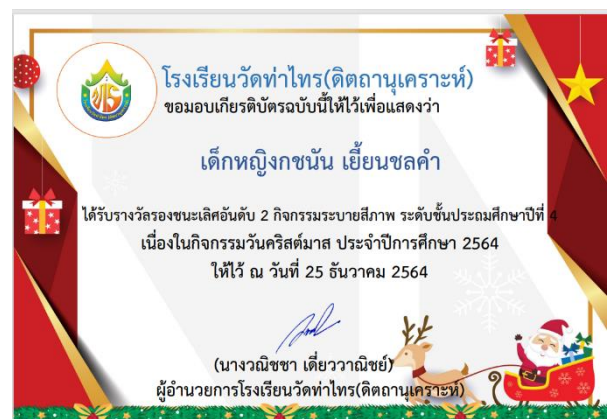 โรงเรียนวัดท่าไทร(ดิตถานุเคราะห์)
ขอมอบเกียรติบัตรฉบับนี้ให้ไว้เพื่อแสดงว่า
เด็กหญิงกชนัน เยี้ยนชลคำ
ได้รับรางวัลรองชนะเลิศอันดับ 2 กิจกรรมระบายสีภาพ ระดับชั้นประถมศึกษาปีที่ 4
เนื่องในกิจกรรมวันคริสต์มาส ประจำปีการศึกษา 2564
ให้ไว้ ณ วันที่ 25 ธันวาคม 2564
(นางวณิชชา เดี่ยววาณิชย์)
ผู้อำนวยการโรงเรียนวัดท่าไทร(ดิตถานุเคราะห์)